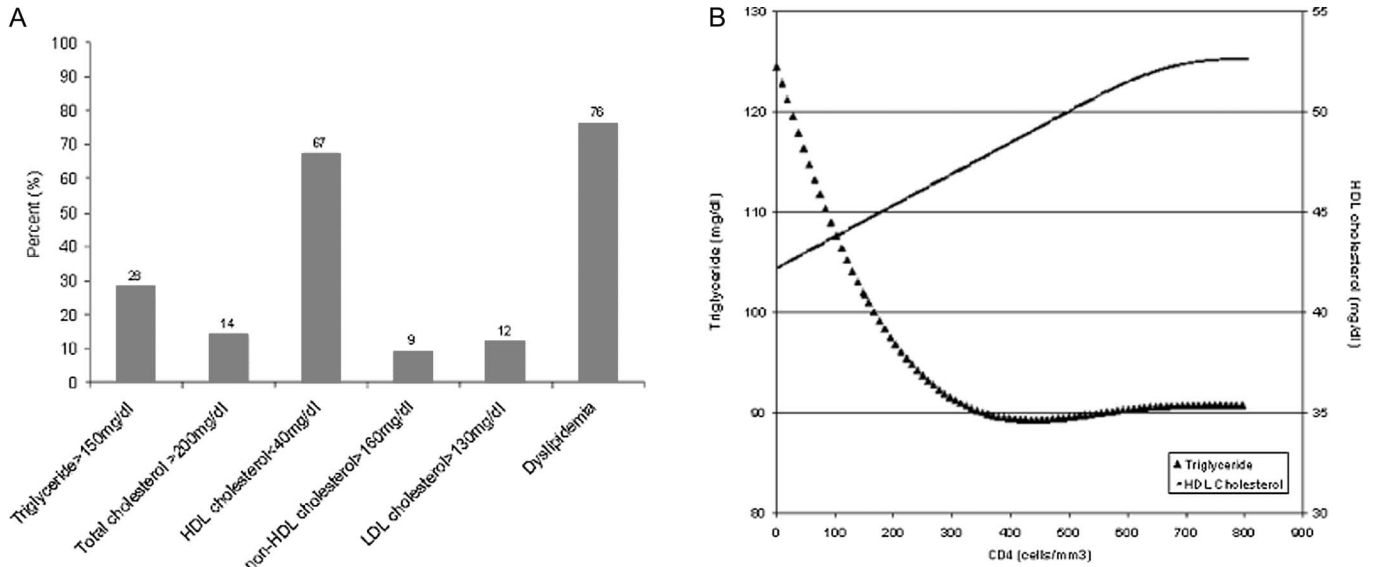 A
100
90
80
70
60
50
40
30
20
10
0
Percent (%)
28
14
67
9
12
76
Triglyceride>150mg/dl
Total cholesterol >200mg/dl
HDL cholesterol<40mg/dl
non-HDL cholesterol>160mg/dl
LDL cholesterol>130mg/dl
Dyslipidemia
B
130
120
110
100
90
80
Triglyceride (mg/dl)
55
50
45
40
35
30
HDL cholesterol (mg/dl)
Triglyceride
HDL Cholesterol
0 100 200 300 400 500 600 700 800 900
CD4 (cells/mm3)